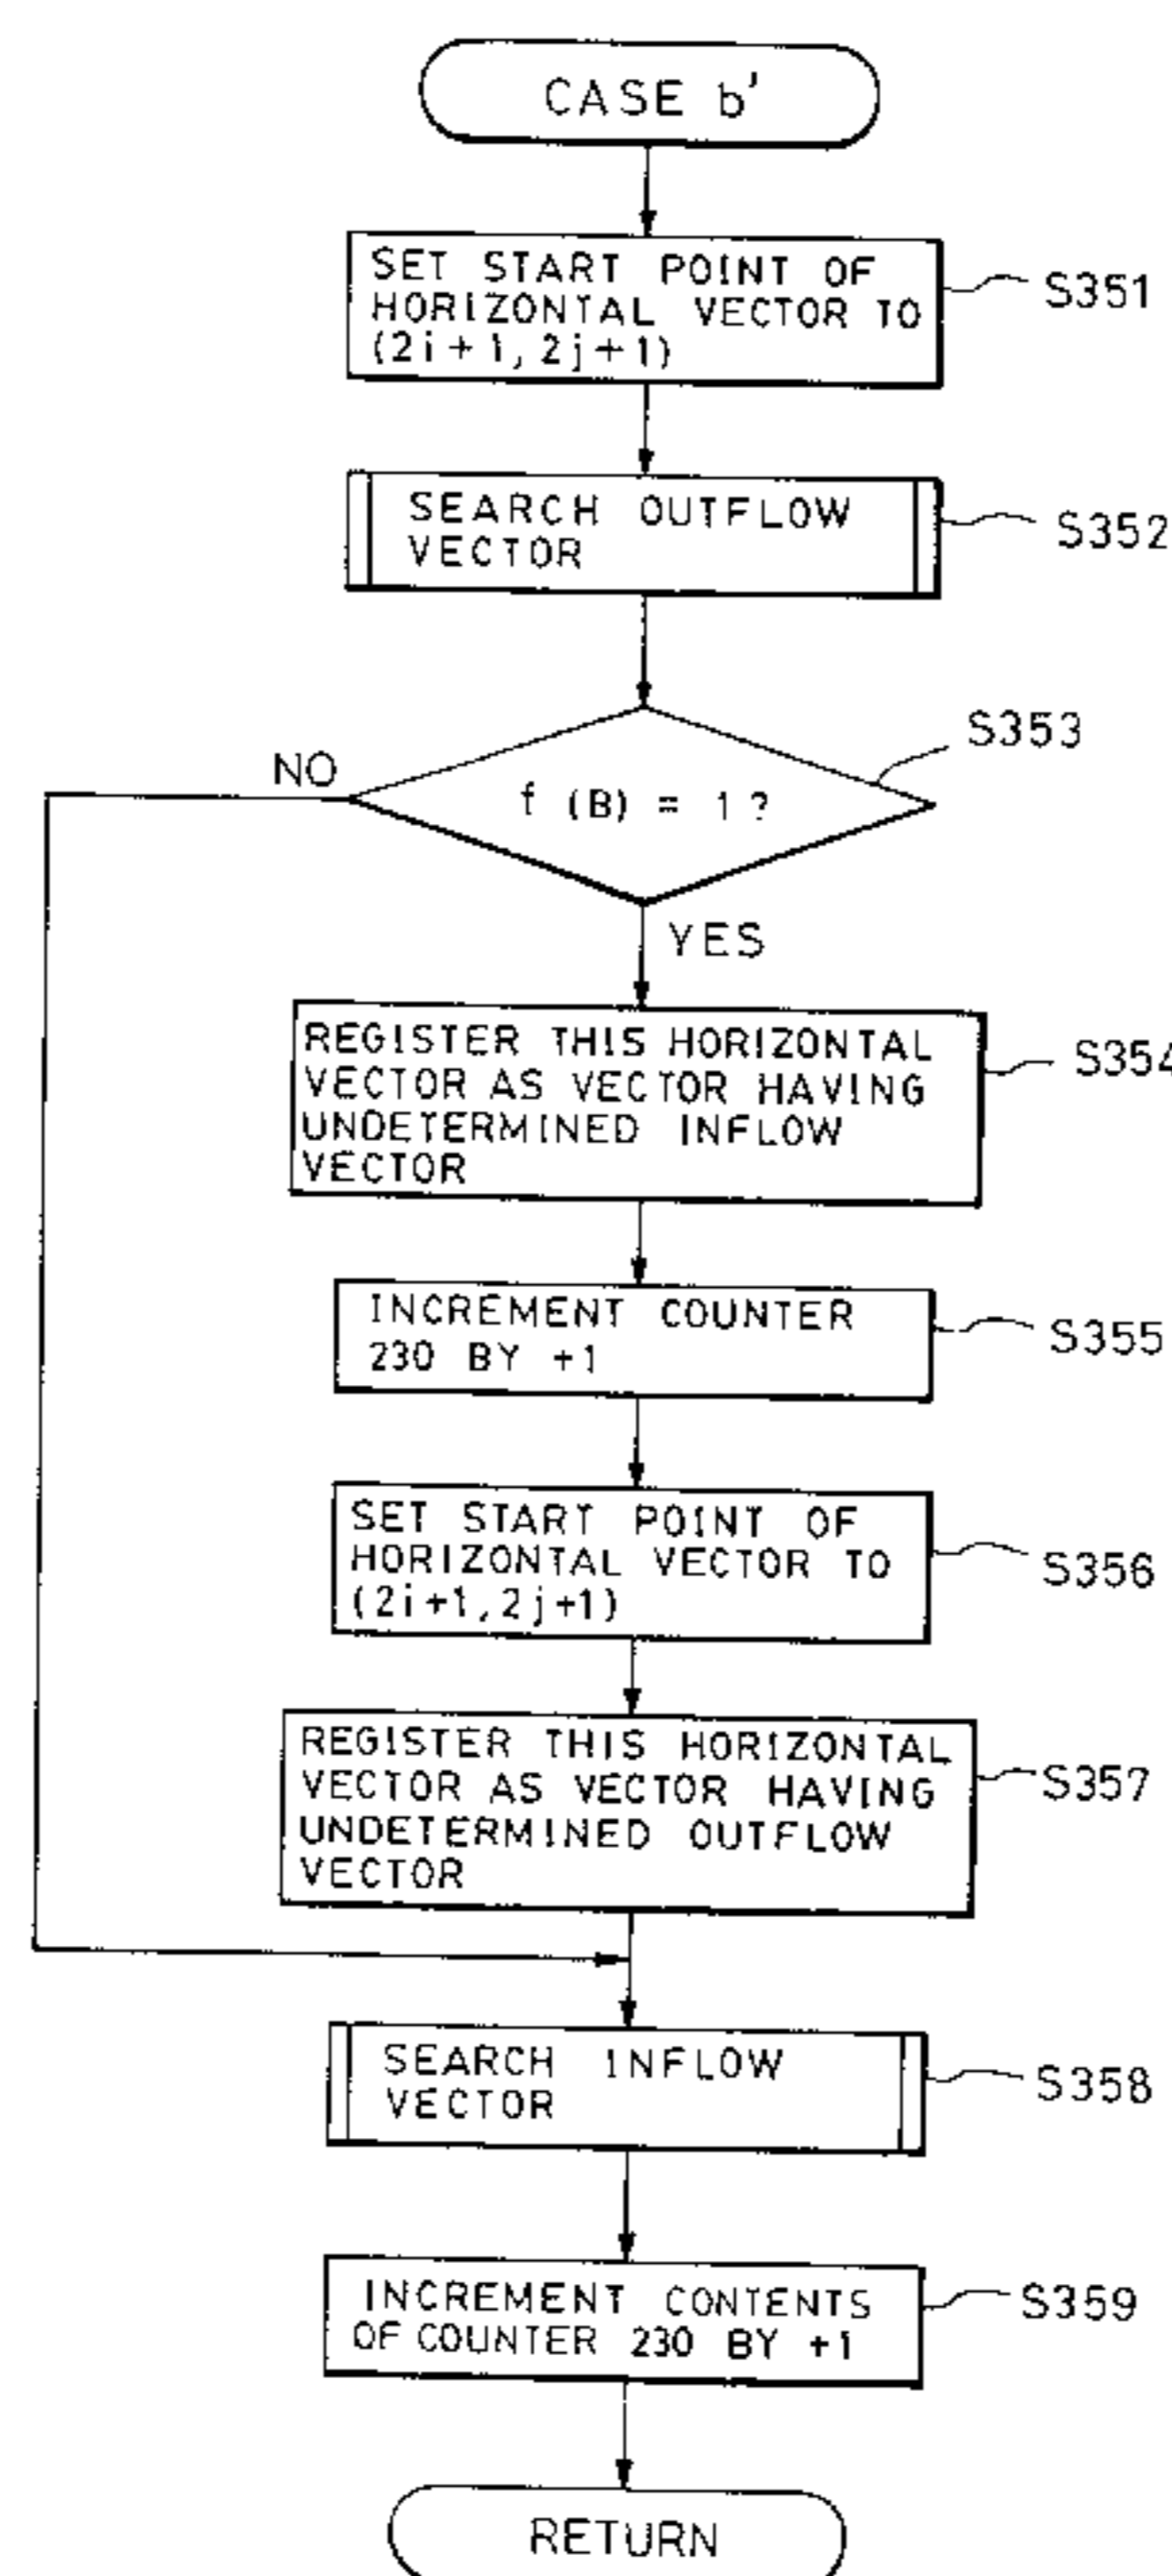 CASE b'
SET START POINT OF
HORIZONTAL VECTOR TO
(2i+1, 2j+1)
S351
SEARCH OUTFLOW
VECTOR
S352
S353
NO
f (B) = 1 ?
YES
REGISTER THIS HORIZONTAL
VECTOR AS VECTOR HAVING
UNDETERMINED INFLOW
VECTOR
S354
INCREMENT COUNTER
230 BY +1
S355
SET START POINT OF
HORIZONTAL VECTOR TO
(2i+1, 2j+1)
S356
REGISTER THIS HORIZONTAL
VECTOR AS VECTOR HAVING
UNDETERMINED OUTFLOW
VECTOR
S357
SEARCH INFLOW
VECTOR
S358
INCREMENT CONTENTS
OF COUNTER 230 BY +1
S359
RETURN